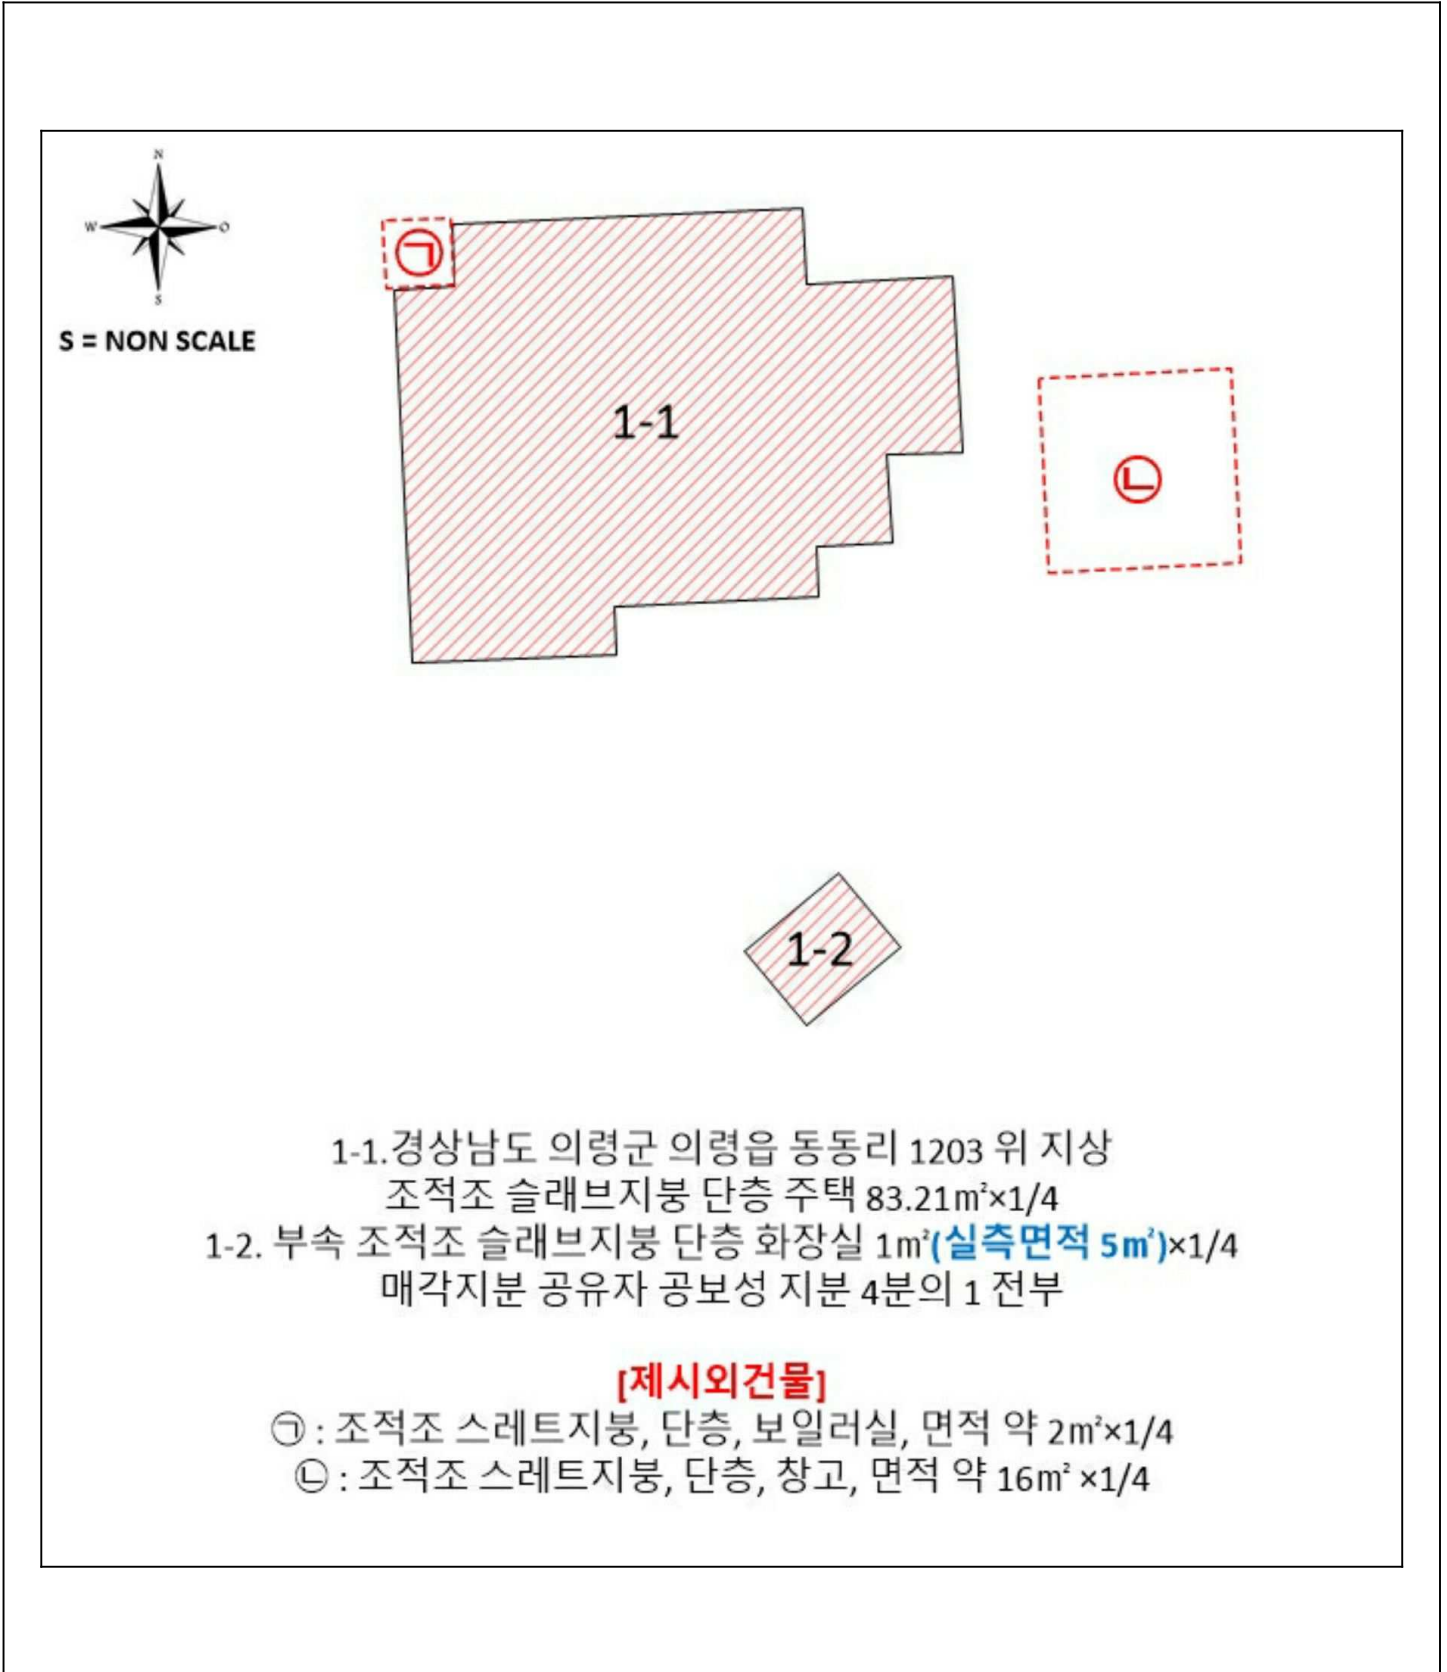 N
W
O
S
S = NON SCALE
㉠
1-1
㉡
1-2
1-1.경상남도 의령군 의령읍 동동리 1203 위 지상
조적조 슬래브지붕 단층 주택 83.21㎡×1/4
1-2. 부속 조적조 슬래브지붕 단층 화장실 1㎡(실측면적 5㎡)×1/4
매각지분 공유자 공보성 지분 4분의 1 전부
[제시외건물]
㉠ : 조적조 스레트지붕, 단층, 보일러실, 면적 약 2㎡×1/4
㉡ : 조적조 스레트지붕, 단층, 창고, 면적 약 16㎡ ×1/4